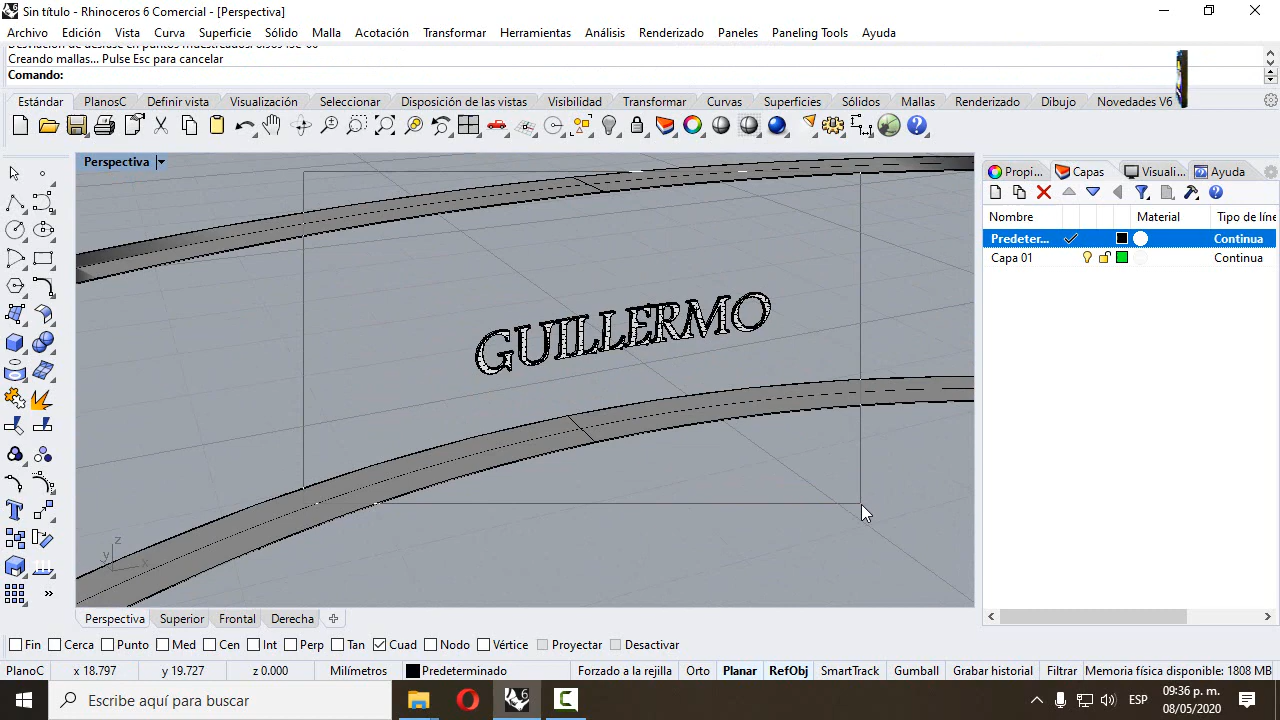 Sin título - Rhinoceros 6 Comercial - [Perspectiva]
Archivo Edición Vista Curva Superficie Sólido Malla Acotación Transformar Herramientas Análisis Renderizado Paneles Paneling Tools Ayuda
Creando mallas... Pulse Esc para cancelar
Comando:
Estándar PlanosC Definir vista Visualización Seleccionar Disposición de las vistas Visibilidad Transformar Curvas Superficies Sólidos Mallas Renderizado Dibujo Novedades V6
Perspectiva
Propi... Capas Visuali... Ayuda
Nombre Material Tipo de líne
Predeter... Continua
Capa 01 Continua
GUILLERMO
z
y
x
Perspectiva Superior Frontal Derecha
Fin Cerca Punto Med Cen Int Perp Tan Cuad Nodo Vértice Proyectar Desactivar
PlanoC x 18.797 y 19.727 z 0.000 Milímetros Predeterminado Forzado a la rejilla Orto Planar RefObj SmartTrack Gumball Grabar historial Filtrar Memoria física disponible: 1808 MB
Escribe aquí para buscar
ESP
09:36 p. m.
08/05/2020